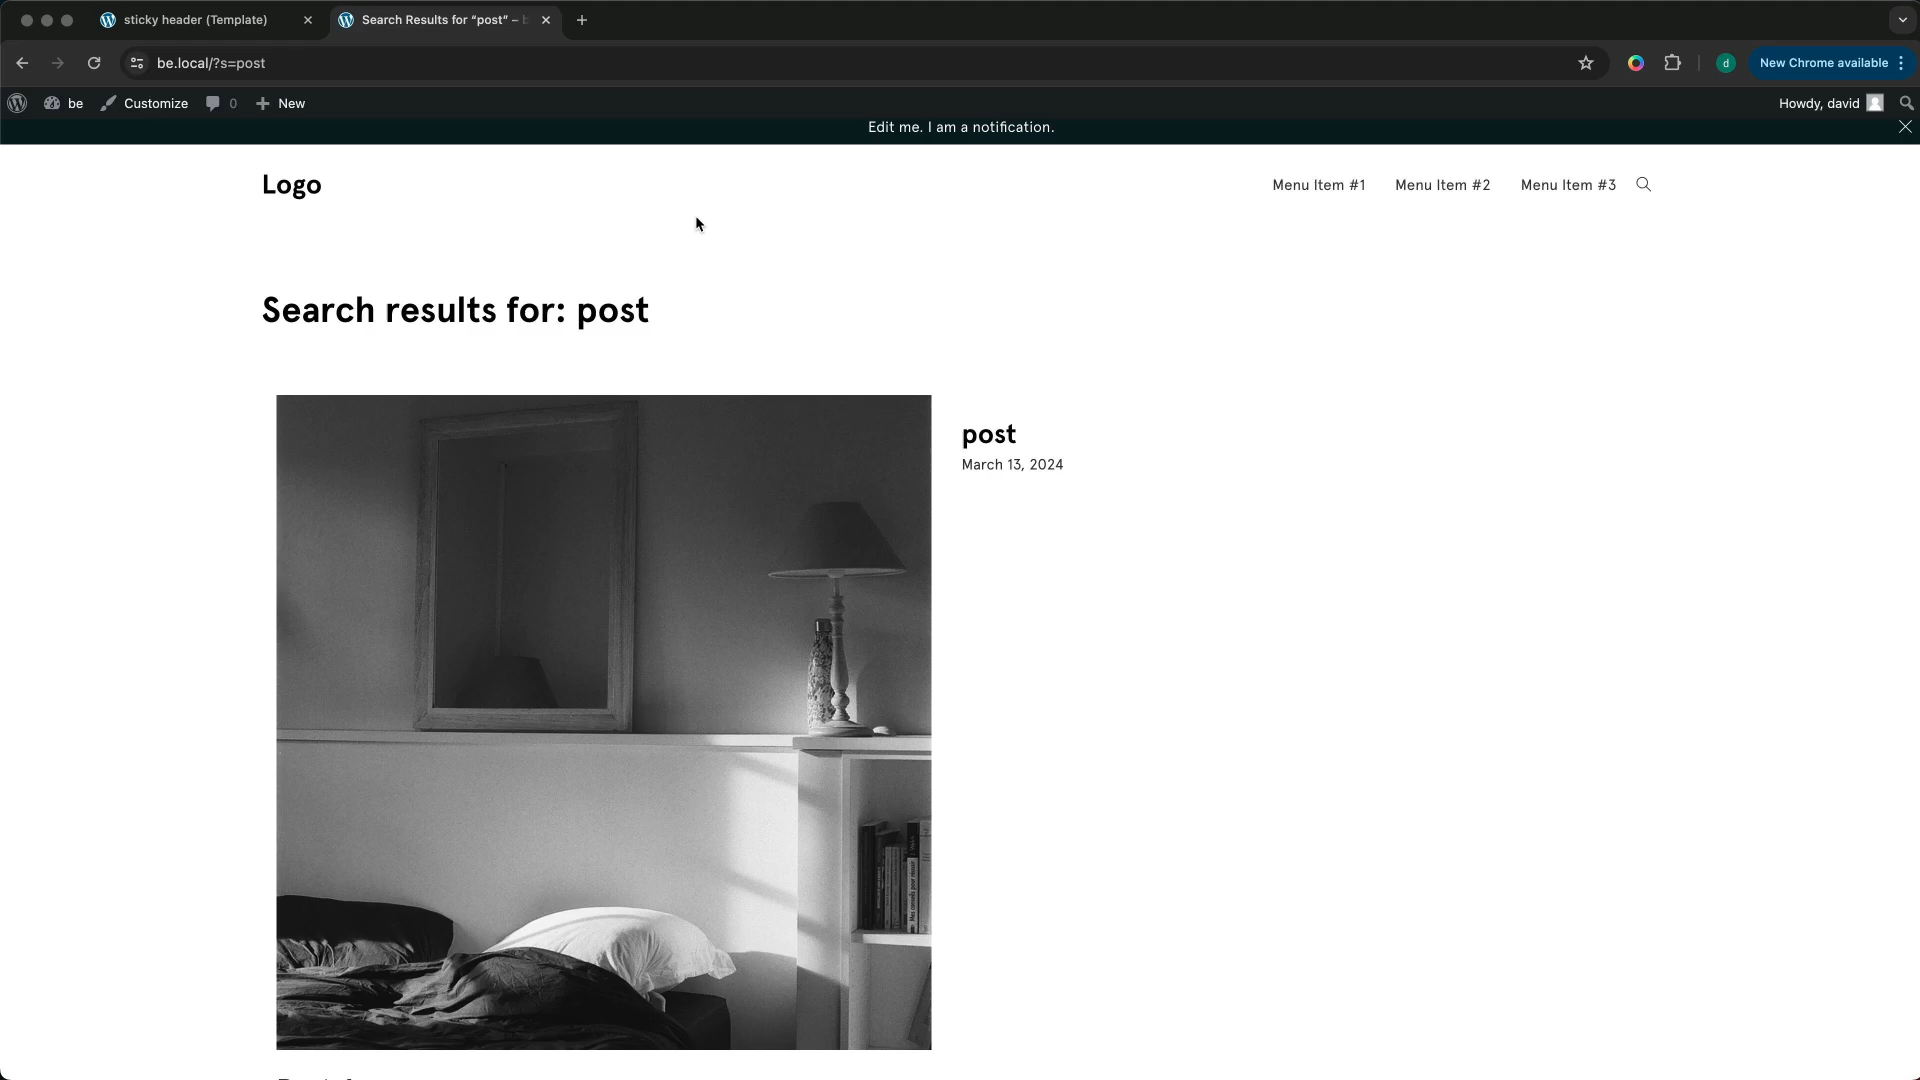 sticky header (Template)
Search Results for “post” –
be.local/?s=post
d
New Chrome available
be
Customize
0
New
Howdy, david
Edit me. I am a notification.
Logo
Menu Item #1
Menu Item #2
Menu Item #3
Search results for: post
post
March 13, 2024